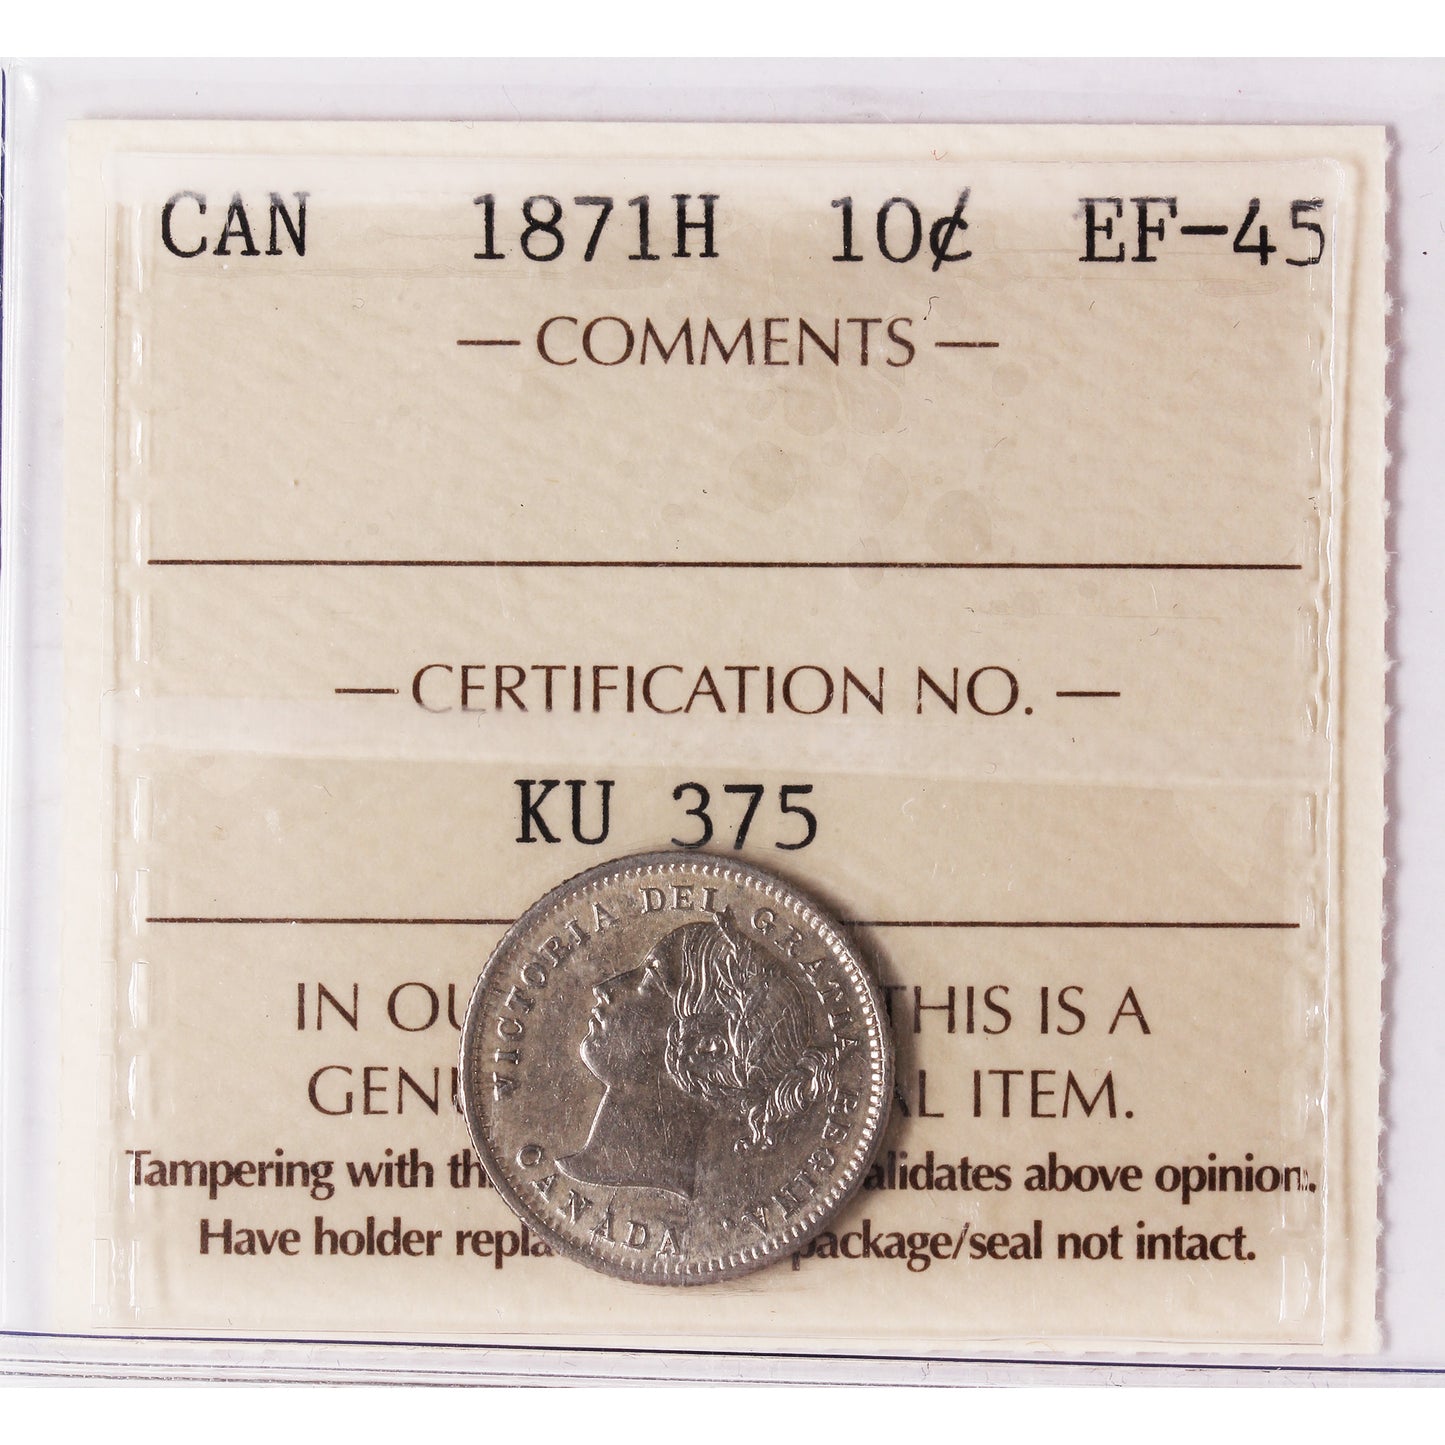 CAN 1871H 10¢ EF-45
— COMMENTS —
— CERTIFICATION NO. —
KU 375
IN OU THIS IS A
GENU AL ITEM.
Tampering with th alidates above opinion.
Have holder repla package/seal not intact.
VICTORIA DEI GRATIA REGINA.
CANADA